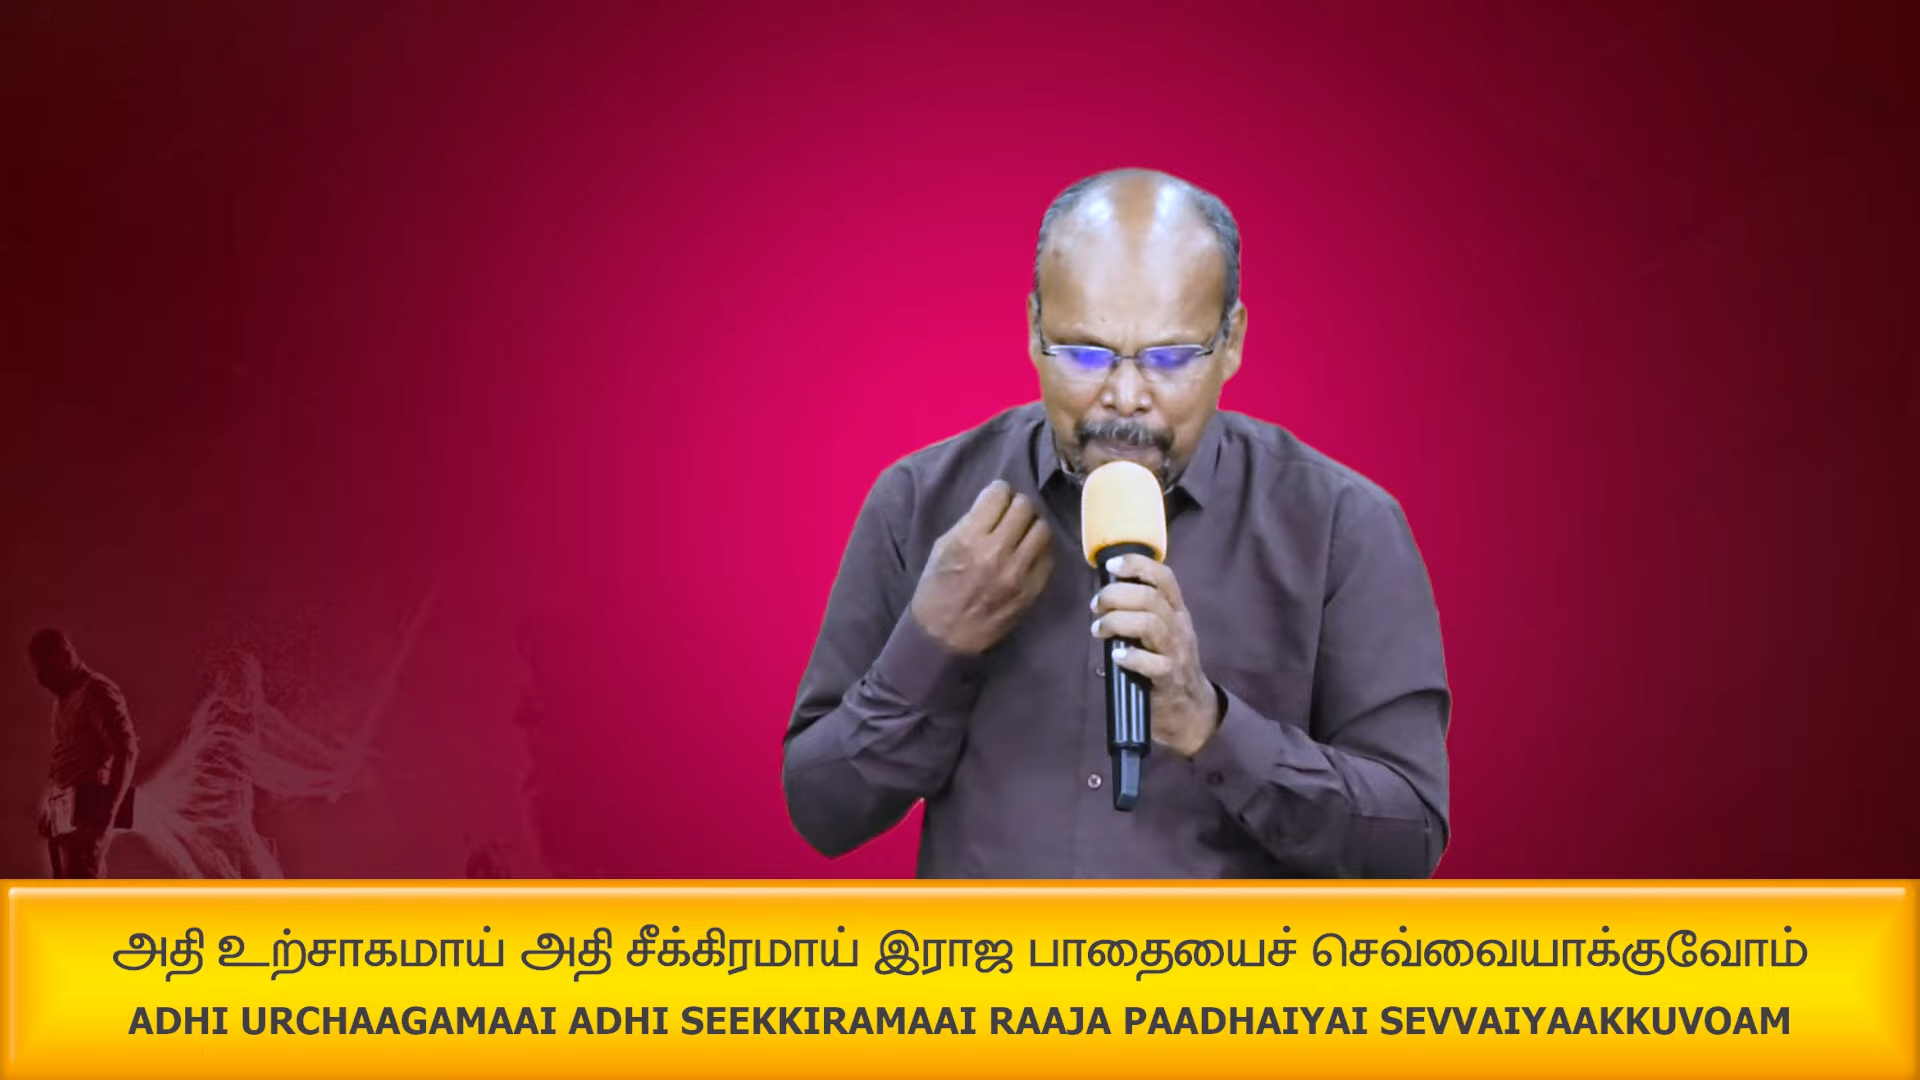 அதி உற்சாகமாய் அதி சீக்கிரமாய் இராஜ பாதையைச் செவ்வையாக்குவோம்
ADHI URCHAAGAMAAI ADHI SEEKKIRAMAAI RAAJA PAADHAIYAI SEVVAIYAAKKUVOAM